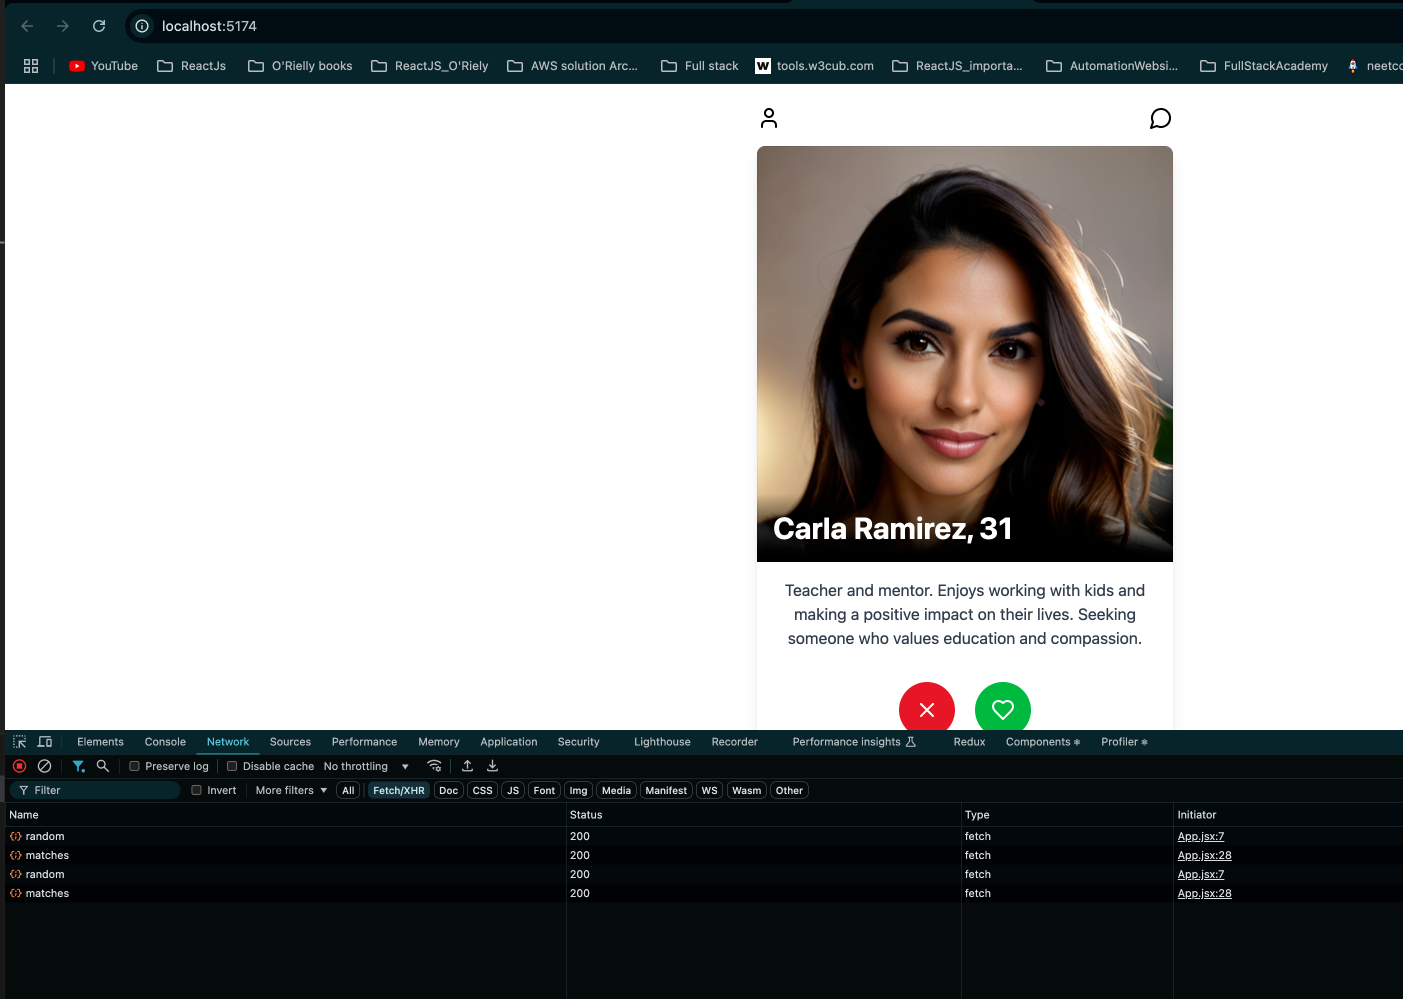 localhost:5174
YouTube ReactJs O'Rielly books ReactJS_O'Riely AWS solution Arc... Full stack W tools.w3cub.com ReactJS_importa... AutomationWebsi... FullStackAcademy neetco
Carla Ramirez, 31
Teacher and mentor. Enjoys working with kids and
making a positive impact on their lives. Seeking
someone who values education and compassion.
Elements Console Network Sources Performance Memory Application Security Lighthouse Recorder Performance insights Redux Components Profiler
Preserve log Disable cache No throttling
Filter Invert More filters All Fetch/XHR Doc CSS JS Font Img Media Manifest WS Wasm Other
Name Status Type Initiator
random 200 fetch App.jsx:7
matches 200 fetch App.jsx:28
random 200 fetch App.jsx:7
matches 200 fetch App.jsx:28